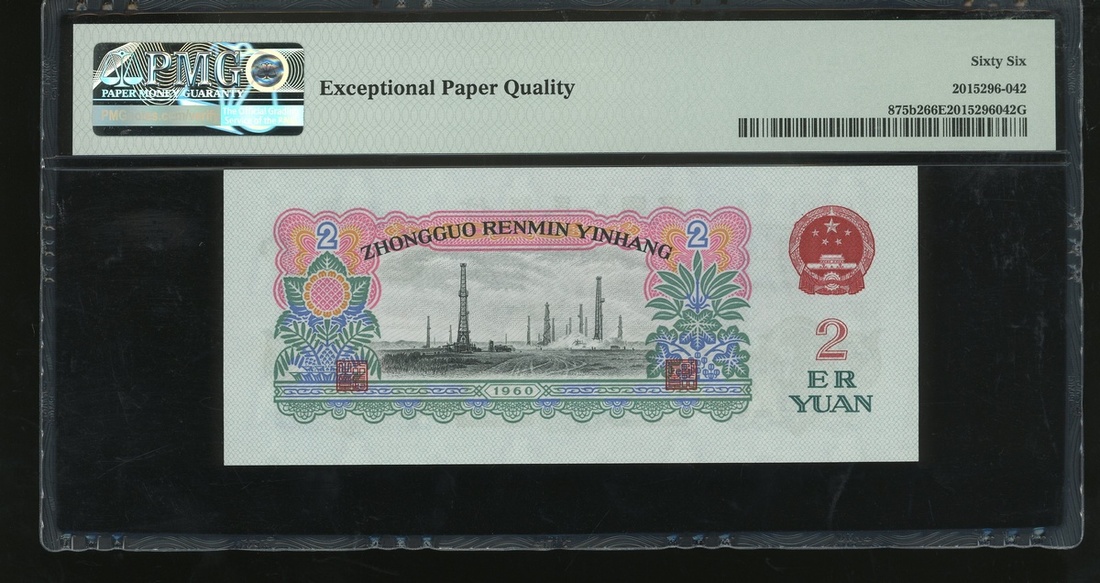 PMG
PAPER MONEY GUARANTY
Exceptional Paper Quality
Sixty Six
2015296-042
875b266E2015296042G
2
ZHONGGUO RENMIN YINHANG
2
2
ER
YUAN
1960